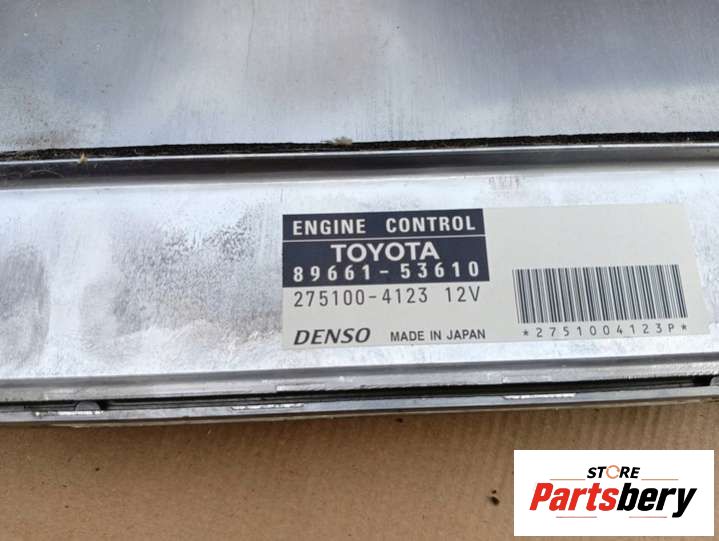 ENGINE CONTROL
TOYOTA
89661-53610
275100-4123 12V
DENSO MADE IN JAPAN
*2751004123P*
STORE
Partsbery